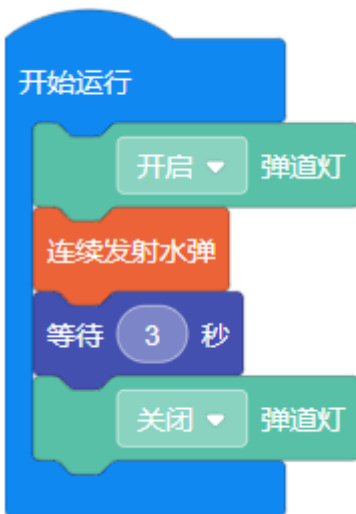 开始运行
开启 弹道灯
连续发射水弹
等待 3 秒
关闭 弹道灯